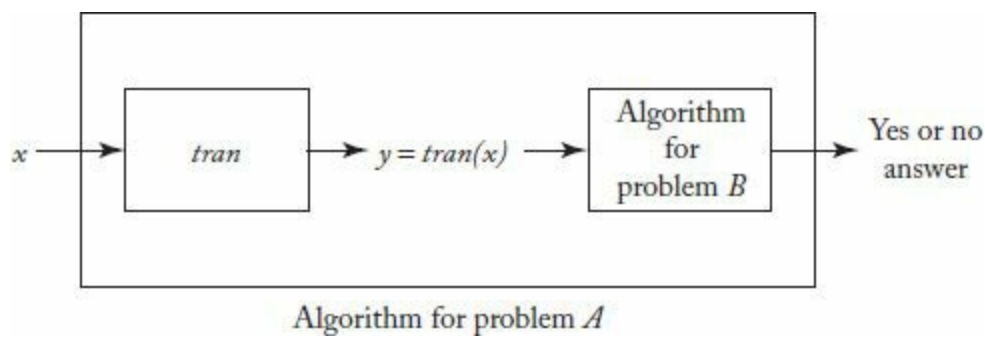 x
tran
y = tran(x)
Algorithm
for
problem B
Yes or no
answer
Algorithm for problem A